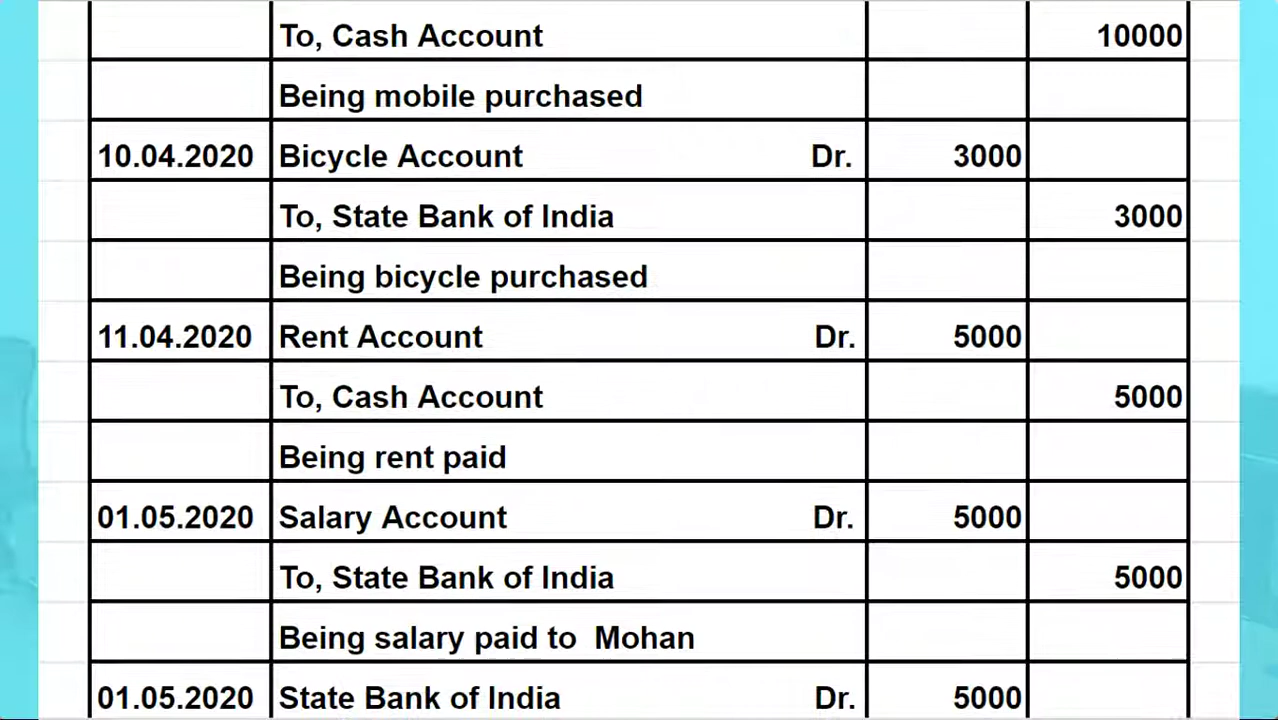 To, Cash Account 10000
Being mobile purchased
10.04.2020 Bicycle Account Dr. 3000
To, State Bank of India 3000
Being bicycle purchased
11.04.2020 Rent Account Dr. 5000
To, Cash Account 5000
Being rent paid
01.05.2020 Salary Account Dr. 5000
To, State Bank of India 5000
Being salary paid to  Mohan
01.05.2020 State Bank of India Dr. 5000